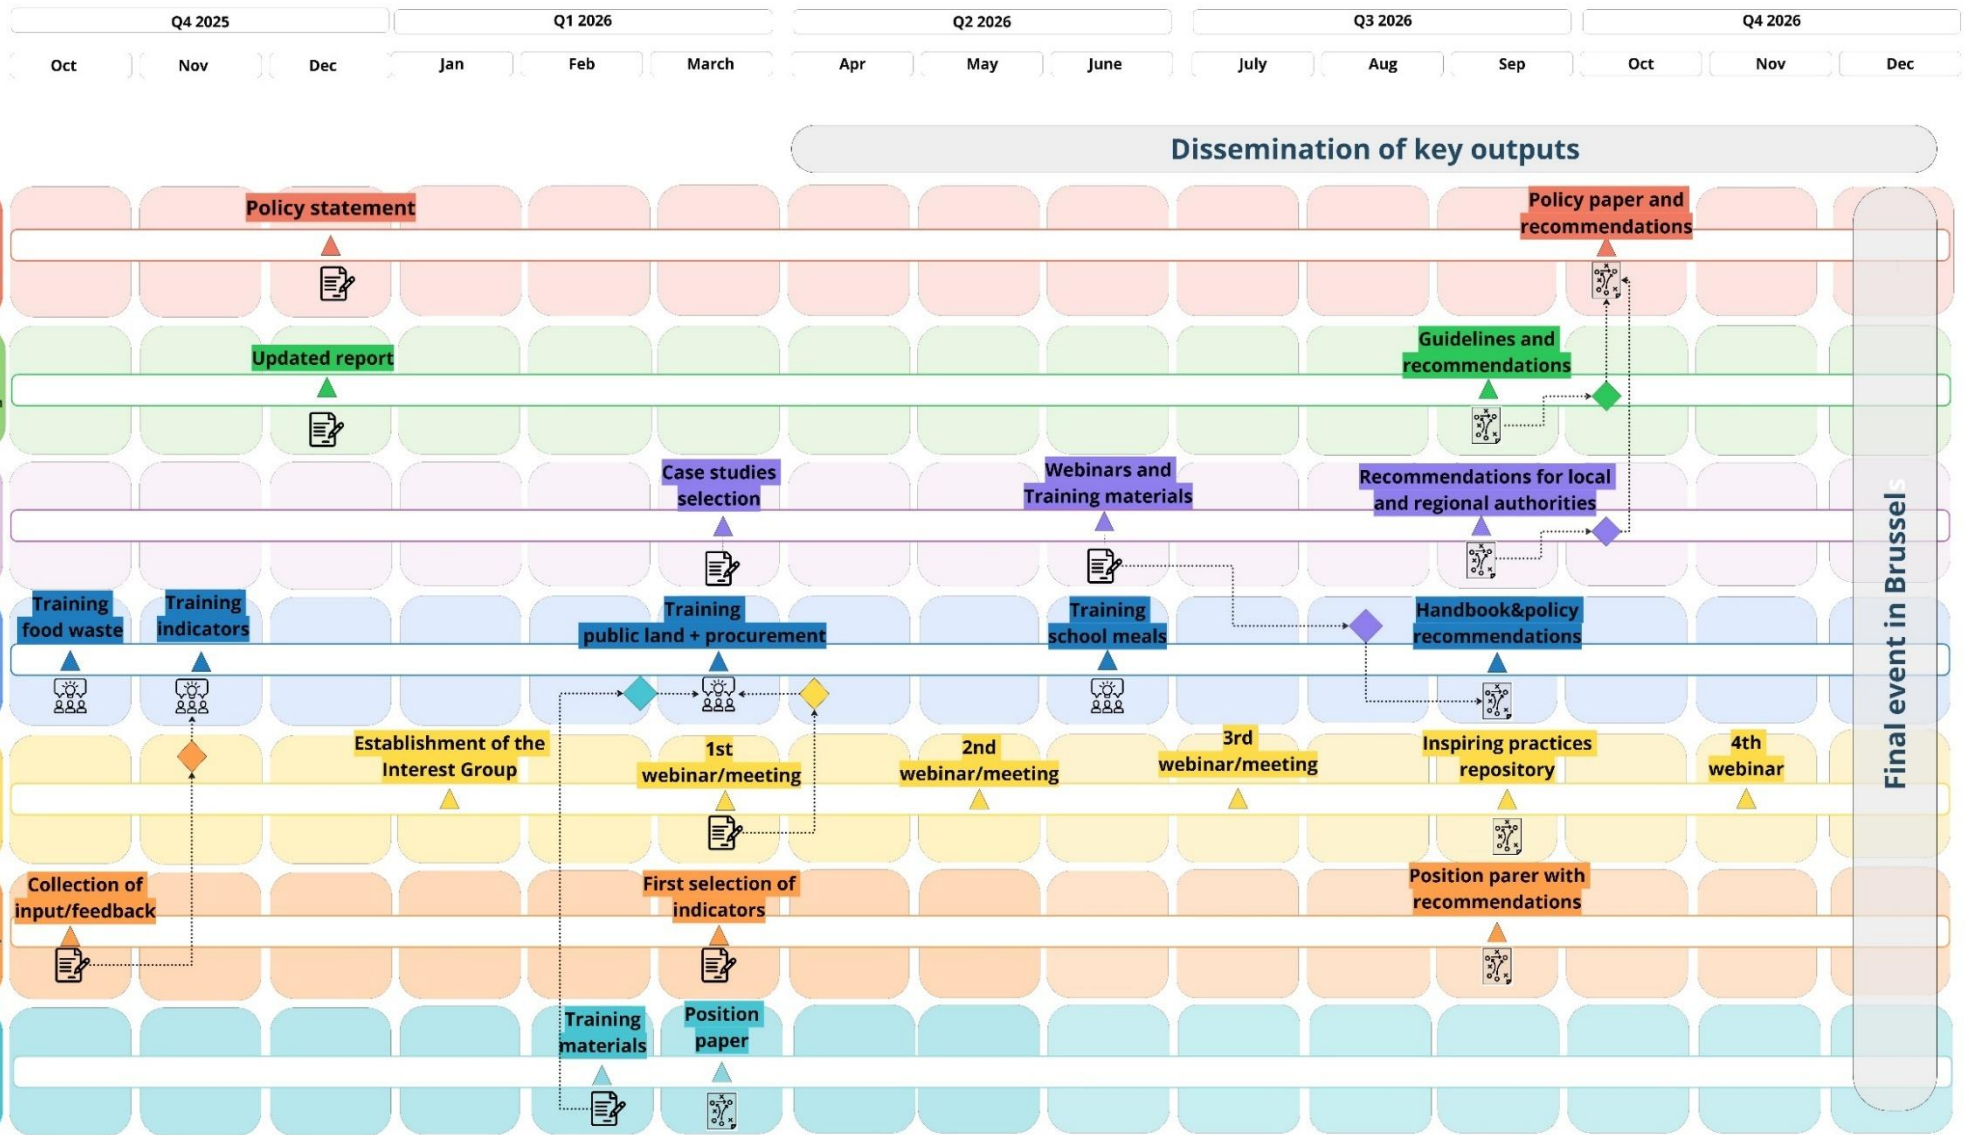 Q4 2025
Q1 2026
Q2 2026
Q3 2026
Q4 2026
Oct
Nov
Dec
Jan
Feb
March
Apr
May
June
July
Aug
Sep
Oct
Nov
Dec
Dissemination of key outputs
Policy statement
Policy paper and
recommendations
Updated report
Guidelines and
recommendations
Case studies
selection
Webinars and
Training materials
Recommendations for local
and regional authorities
Training
food waste
Training
indicators
Training
public land + procurement
Training
school meals
Handbook&policy
recommendations
Establishment of the
Interest Group
1st
webinar/meeting
2nd
webinar/meeting
3rd
webinar/meeting
Inspiring practices
repository
4th
webinar
Collection of
input/feedback
First selection of
indicators
Position parer with
recommendations
Training
materials
Position
paper
Final event in Brussels